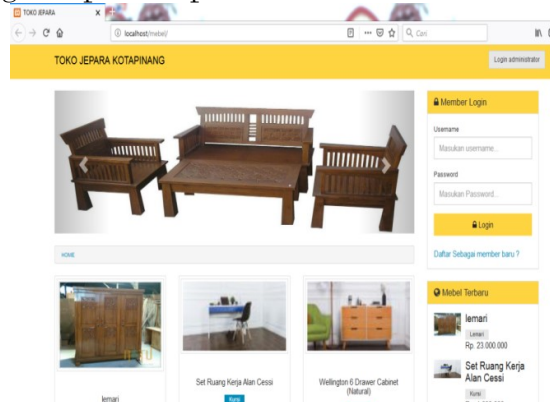 TOKO JEPARA
localhost/mebel/
Cari
TOKO JEPARA KOTAPINANG
Login administrator
Member Login
Username
Masukan username...
Password
Masukan Password...
Login
Daftar Sebagai member baru ?
HOME
Mebel Terbaru
lemari
Lemari
Rp. 23.000.000
Set Ruang Kerja
Alan Cessi
Kursi
lemari
Set Ruang Kerja Alan Cessi
Kursi
Wellington 6 Drawer Cabinet
(Natural)